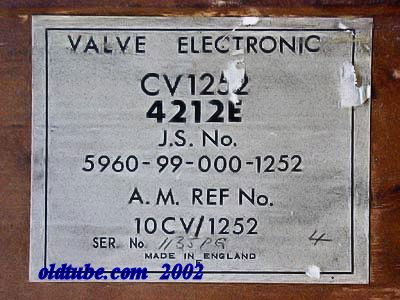 VALVE ELECTRONIC
CV1252
4212E
J.S. No.
5960-99-000-1252
A.M. REF No.
10CV/1252
SER. No. 4
MADE IN ENGLAND
oldtube.com 2002